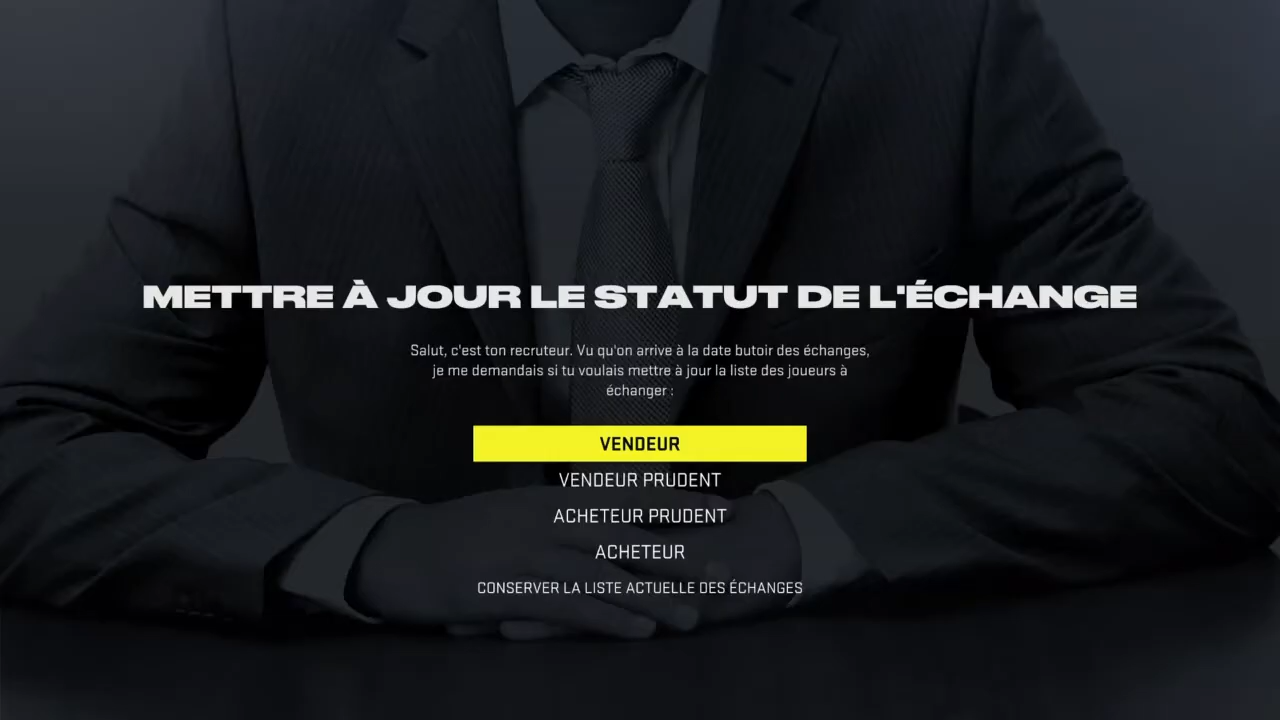 METTRE À JOUR LE STATUT DE L'ÉCHANGE
Salut, c'est ton recruteur. Vu qu'on arrive à la date butoir des échanges,
je me demandais si tu voulais mettre à jour la liste des joueurs à
échanger :
VENDEUR
VENDEUR PRUDENT
ACHETEUR PRUDENT
ACHETEUR
CONSERVER LA LISTE ACTUELLE DES ÉCHANGES